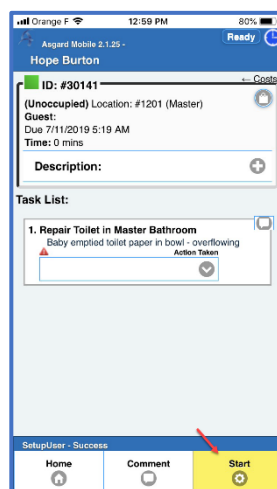 Orange F 12:59 PM 80%
Asgard Mobile 2.1.25 - Ready
Hope Burton
ID: #30141 ← Costs
(Unoccupied) Location: #1201 (Master)
Guest:
Due 7/11/2019 5:19 AM
Time: 0 mins
Description:
Task List:
1. Repair Toilet in Master Bathroom
Baby emptied toilet paper in bowl - overflowing
Action Taken
SetupUser - Success
Home Comment Start